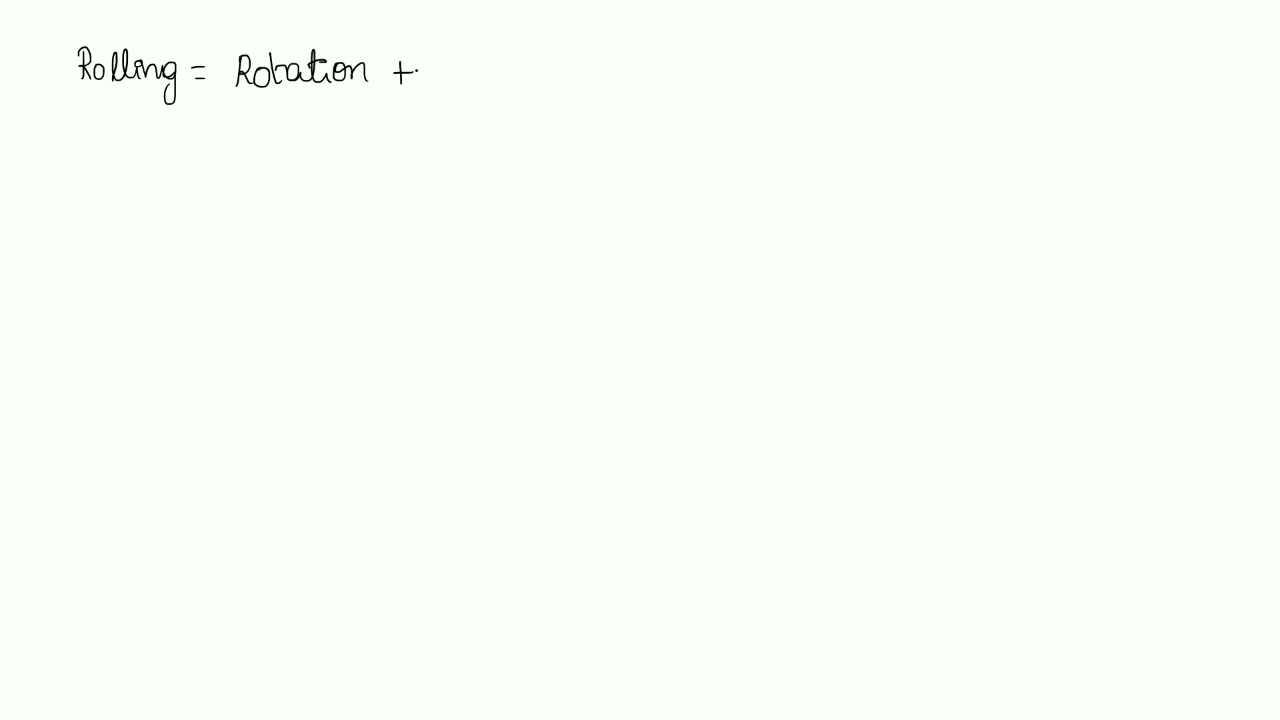 Rolling = Rotation +